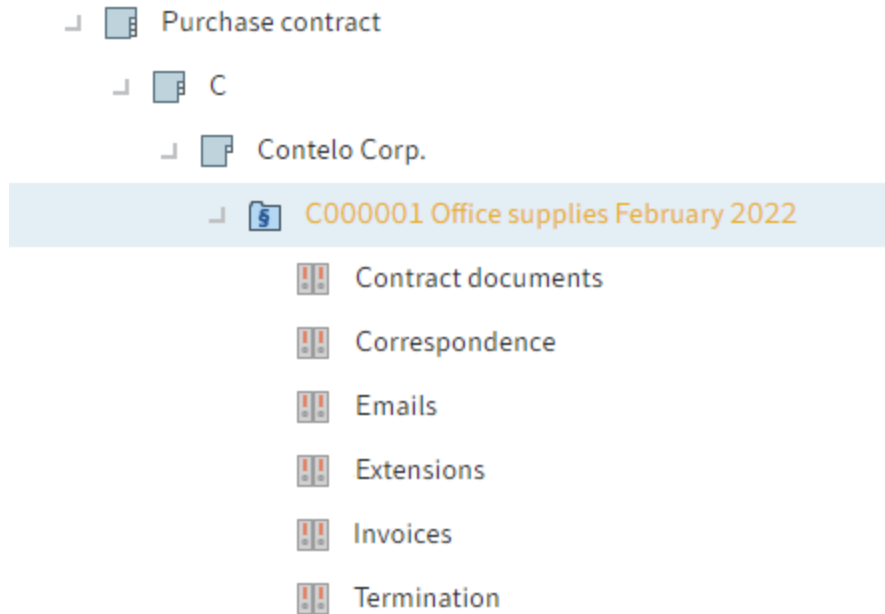 Purchase contract
C
Contelo Corp.
§ C000001 Office supplies February 2022
Contract documents
Correspondence
Emails
Extensions
Invoices
Termination